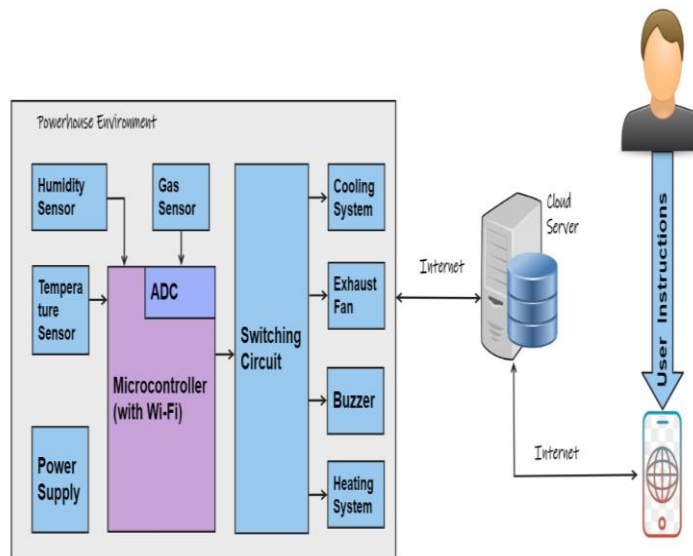 Powerhouse Environment
Humidity
Sensor
Gas
Sensor
Tempera
ture
Sensor
ADC
Microcontroller
(with Wi-Fi)
Power
Supply
Switching
Circuit
Cooling
System
Exhaust
Fan
Buzzer
Heating
System
Internet
Cloud
Server
Internet
User Instructions